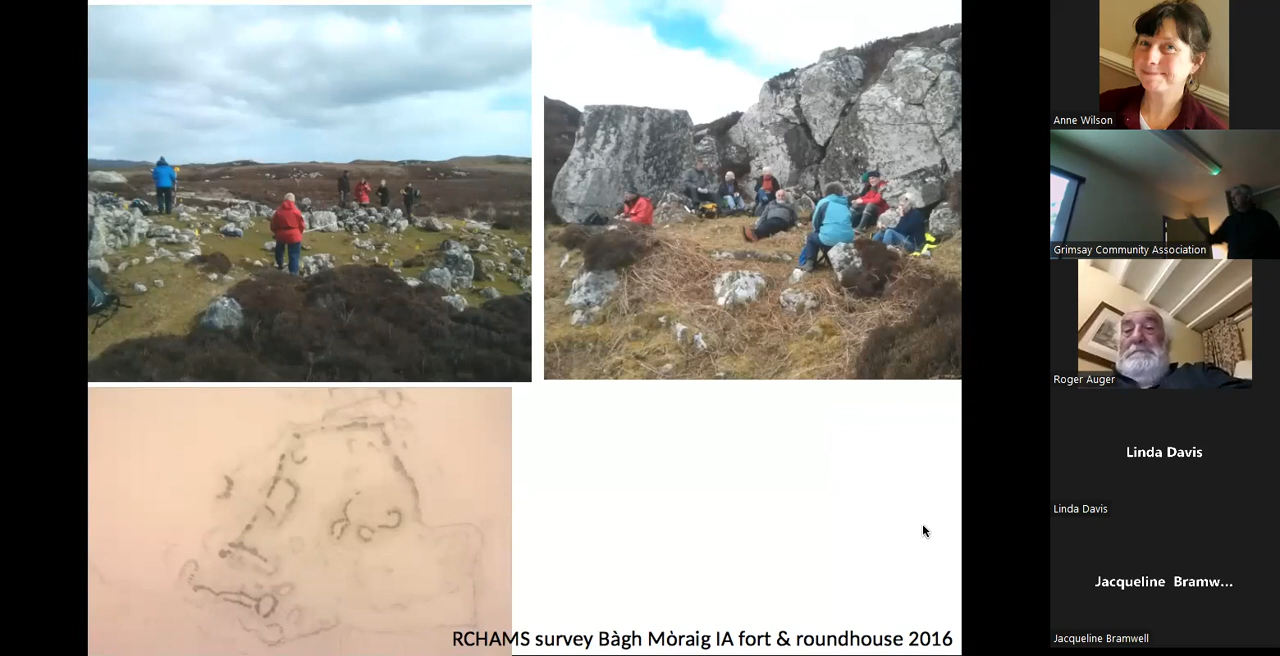 RCHAMS survey Bàgh Mòraig IA fort & roundhouse 2016
Anne Wilson
Grimsay Community Association
Roger Auger
Linda Davis
Linda Davis
Jacqueline Bramw...
Jacqueline Bramwell